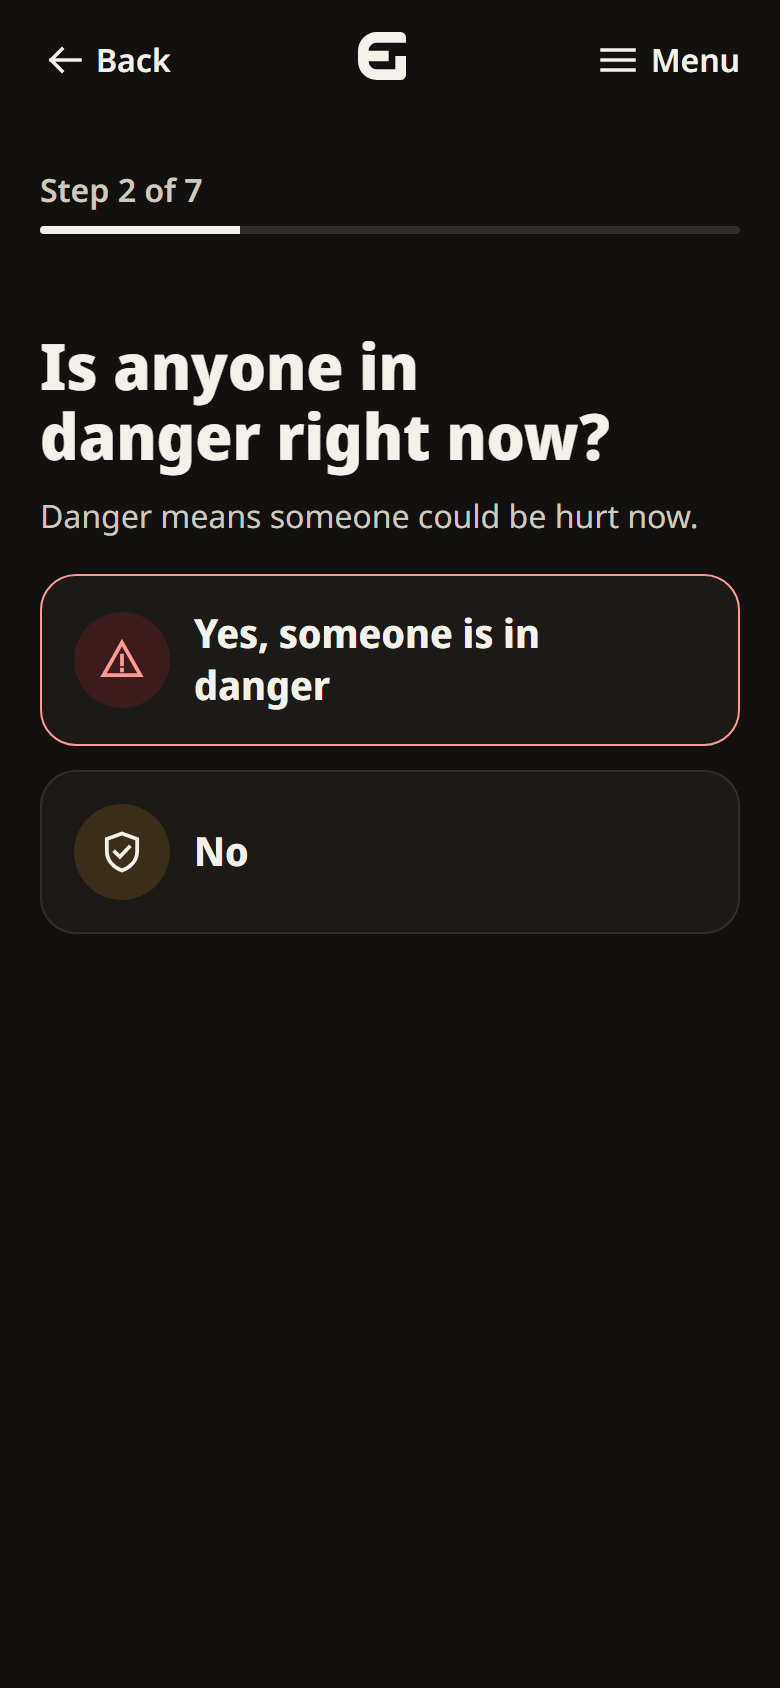 Back
Menu
Step 2 of 7
Is anyone in
danger right now?
Danger means someone could be hurt now.
Yes, someone is in
danger
No